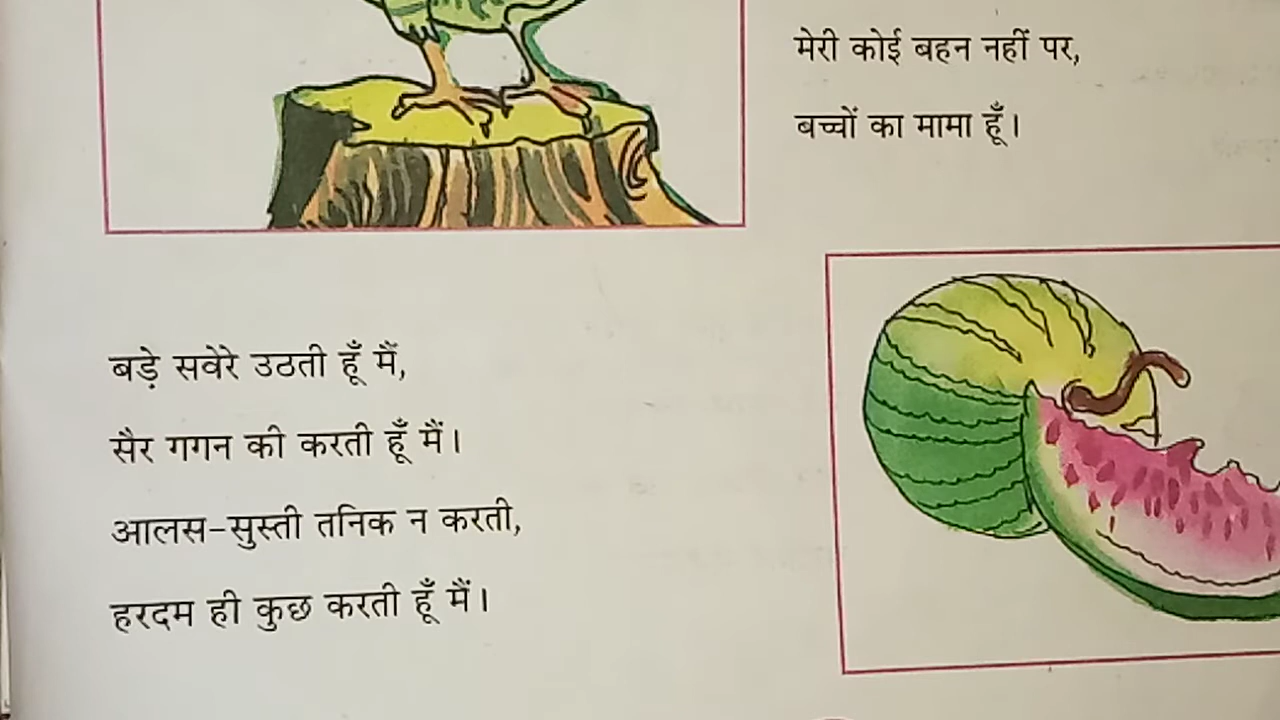 मेरी कोई बहन नहीं पर,
बच्चों का मामा हूँ।
बड़े सवेरे उठती हूँ मैं,
सैर गगन की करती हूँ मैं।
आलस-सुस्ती तनिक न करती,
हरदम ही कुछ करती हूँ मैं।